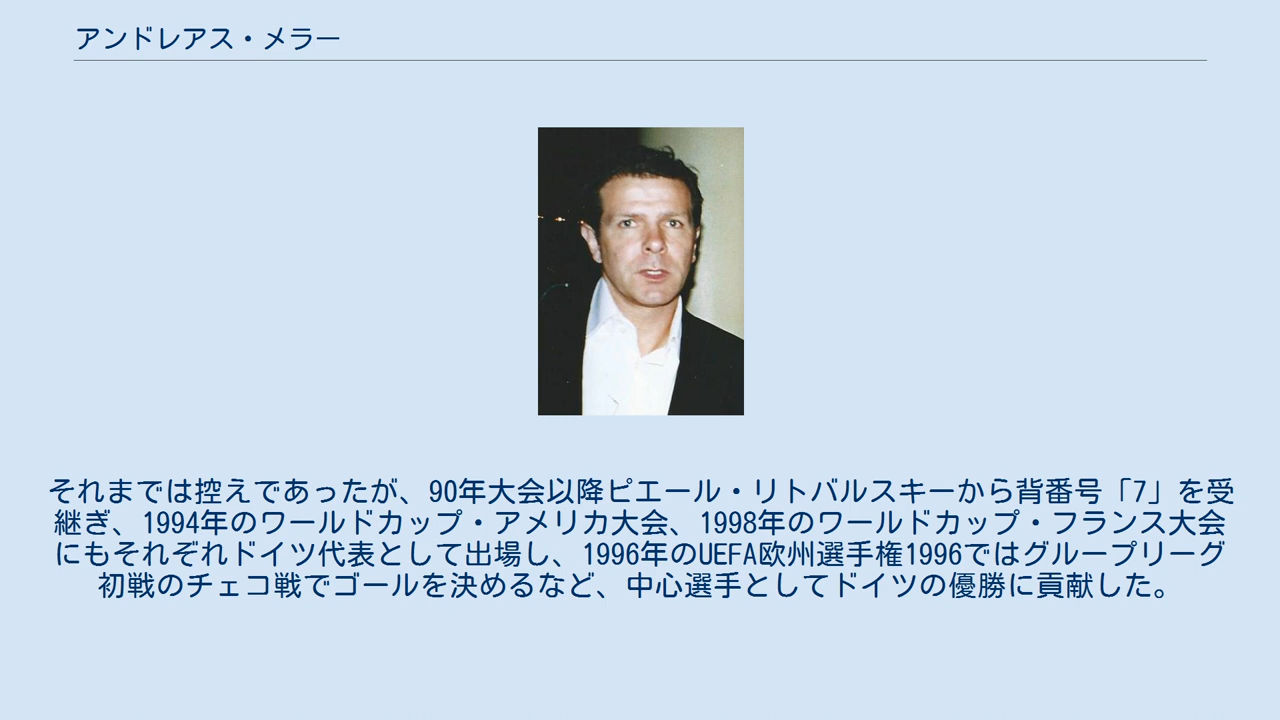 アンドレアス・メラー
それまでは控えであったが、90年大会以降ピエール・リトバルスキーから背番号「7」を受
継ぎ、1994年のワールドカップ・アメリカ大会、1998年のワールドカップ・フランス大会
にもそれぞれドイツ代表として出場し、1996年のUEFA欧州選手権1996ではグループリーグ
初戦のチェコ戦でゴールを決めるなど、中心選手としてドイツの優勝に貢献した。